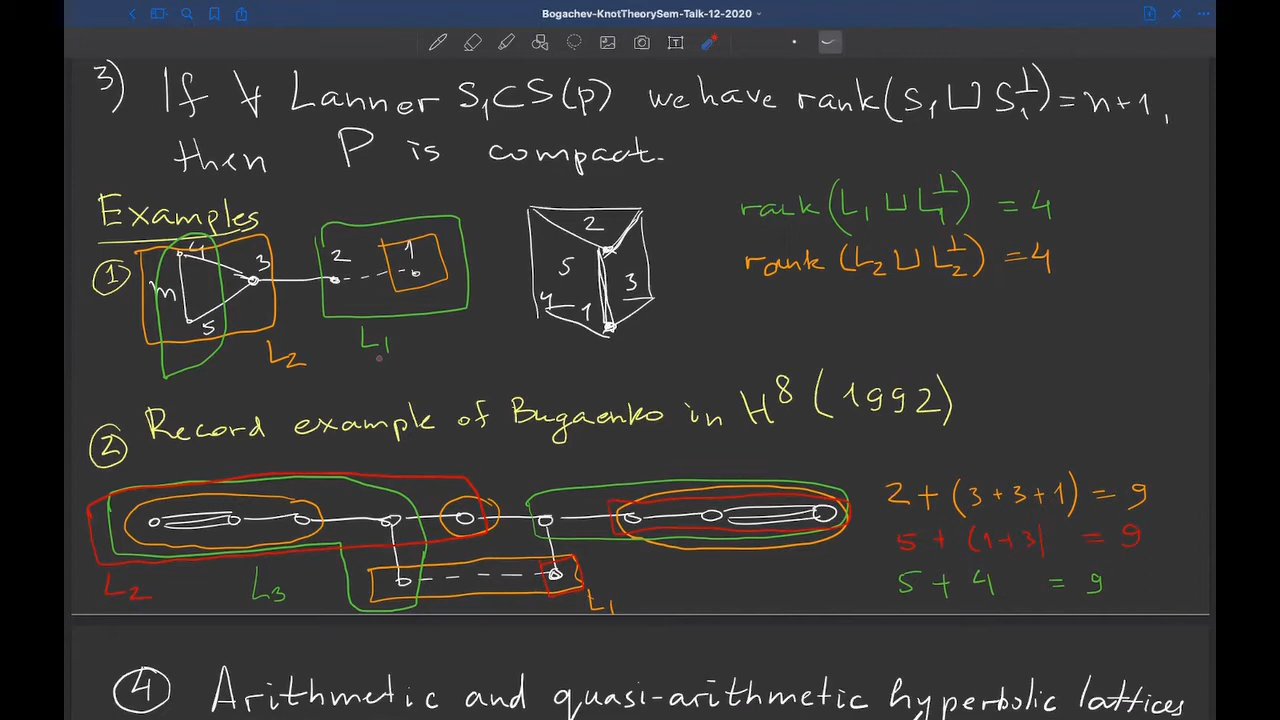 Bogachev-KnotTheorySem-Talk-12-2020
3) If ∀ Lanner S₁⊂S(p) we have rank(S₁ ⊔ S₁^⊥) = n+1,
then P is compact.
Examples
① m 4 5 3 2 1
L₂ L₁
2 5 3 4 1
rank (L₁ ⊔ L₁^⊥) = 4
rank (L₂ ⊔ L₂^⊥) = 4
② Record example of Bugaenko in H⁸ (1992)
L₂ L₃ L₁
2 + (3+3+1) = 9
5 + (1+3) = 9
5 + 4 = 9
④ Arithmetic and quasi-arithmetic hyperbolic lattices